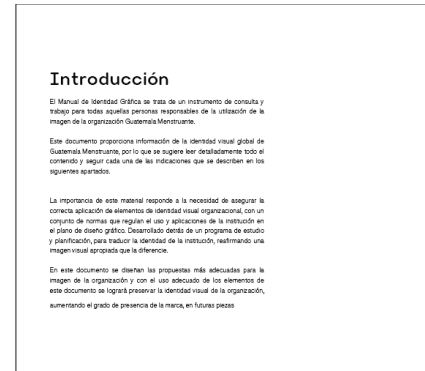 Introducción
El Manual de Identidad Gráfica se trata de un instrumento de consulta y
trabajo para todas aquellas personas responsables de la utilización de la
imagen de la organización Guatemala Menstruante.
Este documento proporciona información de la identidad visual global de
Guatemala Menstruante, por lo que se sugiere leer detalladamente todo el
contenido y seguir cada una de las indicaciones que se describen en los
siguientes apartados.
La importancia de este material responde a la necesidad de asegurar la
correcta aplicación de elementos de identidad visual organizacional, con un
conjunto de normas que regulan el uso y aplicaciones de la institución en
el plano de diseño gráfico. Desarrollado detrás de un programa de estudio
y planificación, para traducir la identidad de la institución, reafirmando una
imagen visual apropiada que la diferencie.
En este documento se diseñan las propuestas más adecuadas para la
imagen de la organización y con el uso adecuado de los elementos de
este documento se logrará preservar la identidad visual de la organización,
aumentando el grado de presencia de la marca, en futuras piezas